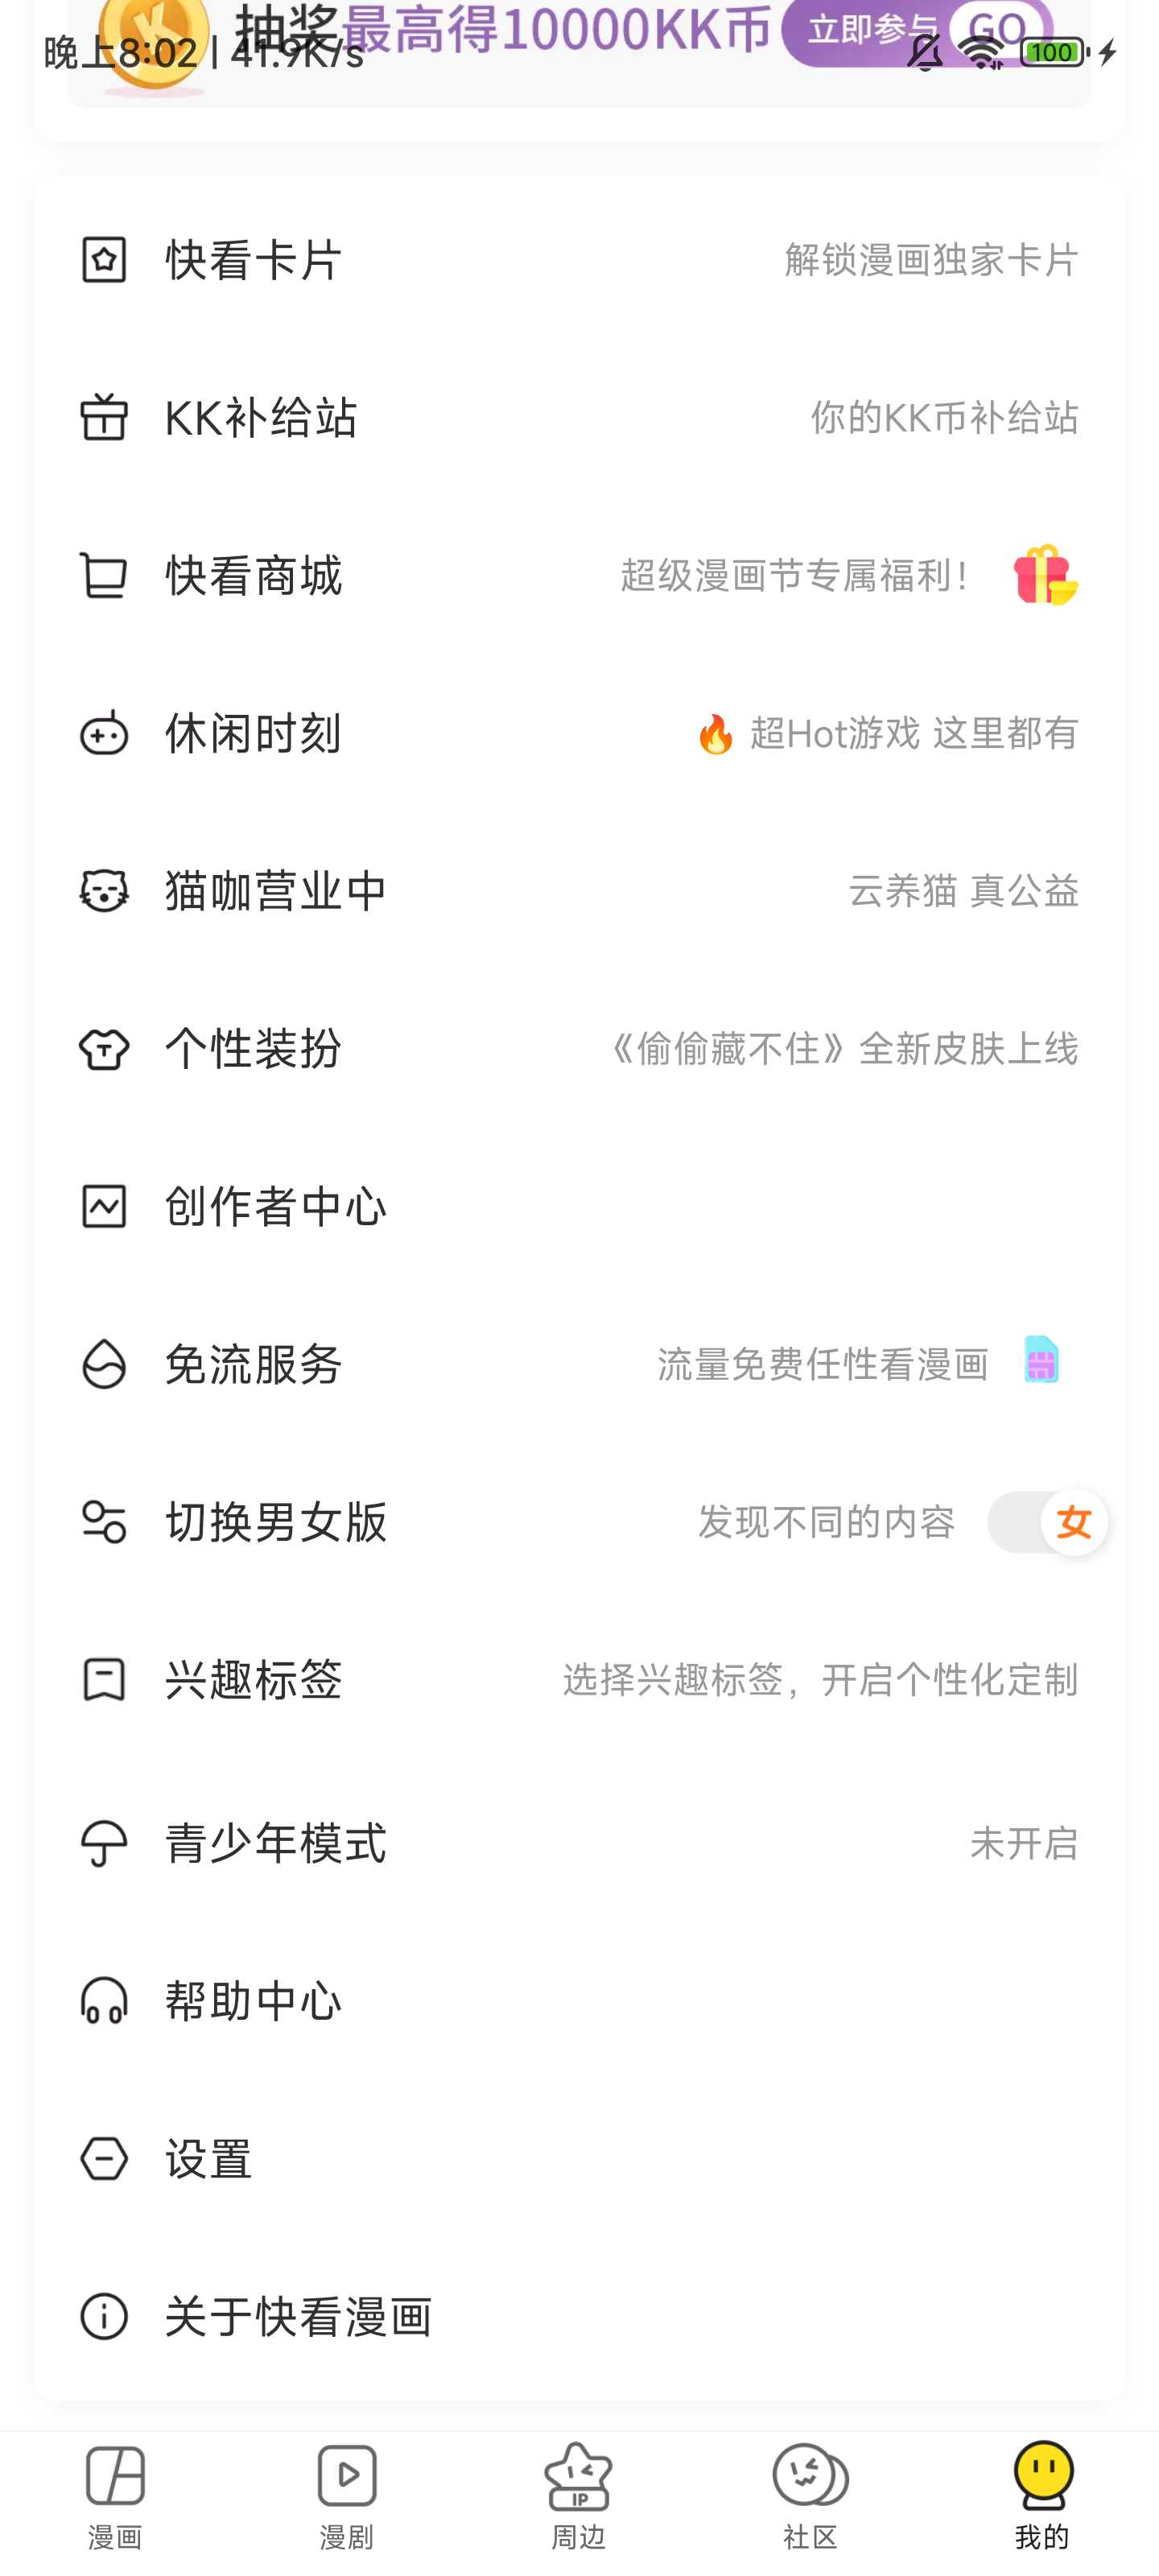 抽奖最高得10000KK币 立即参与 GO
晚上8:02 | 41.9K/s 100
快看卡片 解锁漫画独家卡片
KK补给站 你的KK币补给站
快看商城 超级漫画节专属福利！
休闲时刻 🔥 超Hot游戏 这里都有
猫咖营业中 云养猫 真公益
个性装扮 《偷偷藏不住》全新皮肤上线
创作者中心
免流服务 流量免费任性看漫画
切换男女版 发现不同的内容 女
兴趣标签 选择兴趣标签，开启个性化定制
青少年模式 未开启
帮助中心
设置
关于快看漫画
IP
漫画 漫剧 周边 社区 我的